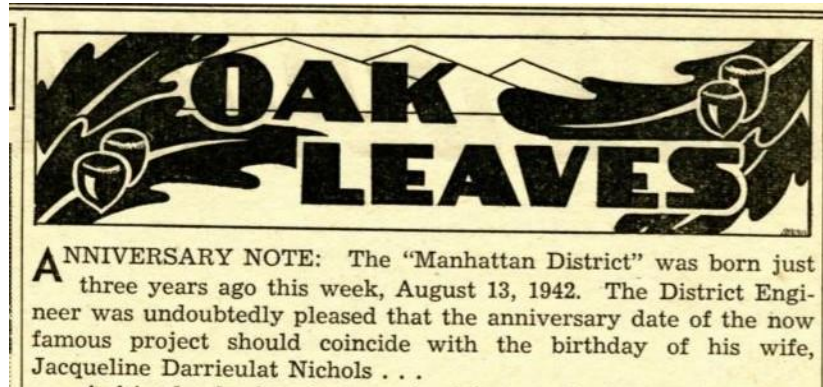 OAK
LEAVES
ANNIVERSARY NOTE: The “Manhattan District” was born just
three years ago this week, August 13, 1942. The District Engi-
neer was undoubtedly pleased that the anniversary date of the now
famous project should coincide with the birthday of his wife,
Jacqueline Darrieulat Nichols . . .